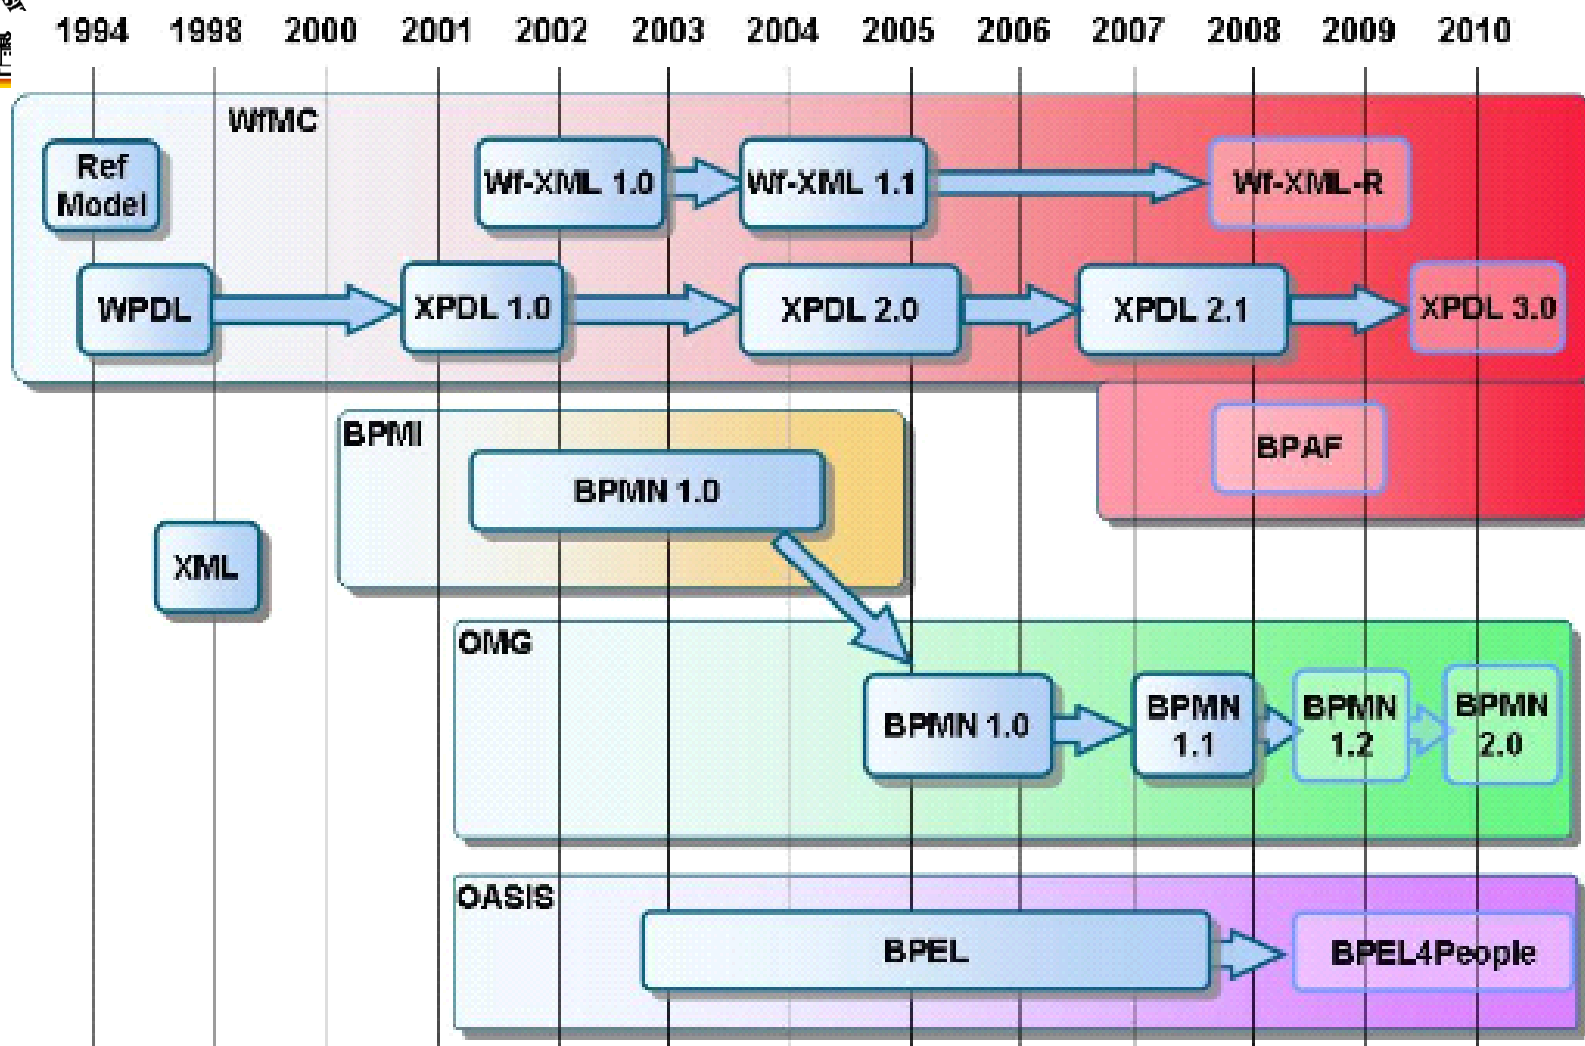 1994 1998 2000 2001 2002 2003 2004 2005 2006 2007 2008 2009 2010
WfMC
Ref
Model
Wf-XML 1.0
Wf-XML 1.1
Wf-XML-R
WPDL
XPDL 1.0
XPDL 2.0
XPDL 2.1
XPDL 3.0
BPMI
BPMN 1.0
BPAF
XML
OMG
BPMN 1.0
BPMN
1.1
BPMN
1.2
BPMN
2.0
OASIS
BPEL
BPEL4People